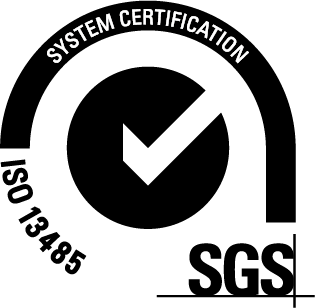 SYSTEM CERTIFICATION
ISO 13485
SGS